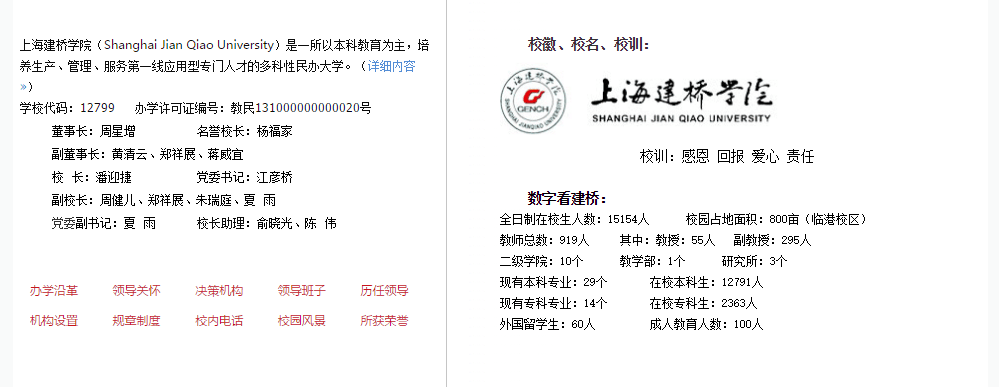 上海建桥学院（Shanghai Jian Qiao University）是一所以本科教育为主，培
养生产、管理、服务第一线应用型专门人才的多科性民办大学。（详细内容
»）
学校代码：12799 办学许可证编号：教民131000000000020号
董事长：周星增 名誉校长：杨福家
副董事长：黄清云、郑祥展、蒋威宜
校 长：潘迎捷 党委书记：江彦桥
副校长：周健儿、郑祥展、朱瑞庭、夏 雨
党委副书记：夏 雨 校长助理：俞晓光、陈 伟
办学沿革 领导关怀 决策机构 领导班子 历任领导
机构设置 规章制度 校内电话 校园风景 所获荣誉
校徽、校名、校训：
上海建桥学院
GENCH
上海建桥学院
SHANGHAI JIAN QIAO UNIVERSITY
校训：感恩 回报 爱心 责任
数字看建桥：
全日制在校生人数：15154人 校园占地面积：800亩（临港校区）
教师总数：919人 其中：教授：55人 副教授：295人
二级学院：10个 教学部：1个 研究所：3个
现有本科专业：29个 在校本科生：12791人
现有专科专业：14个 在校专科生：2363人
外国留学生：60人 成人教育人数：100人